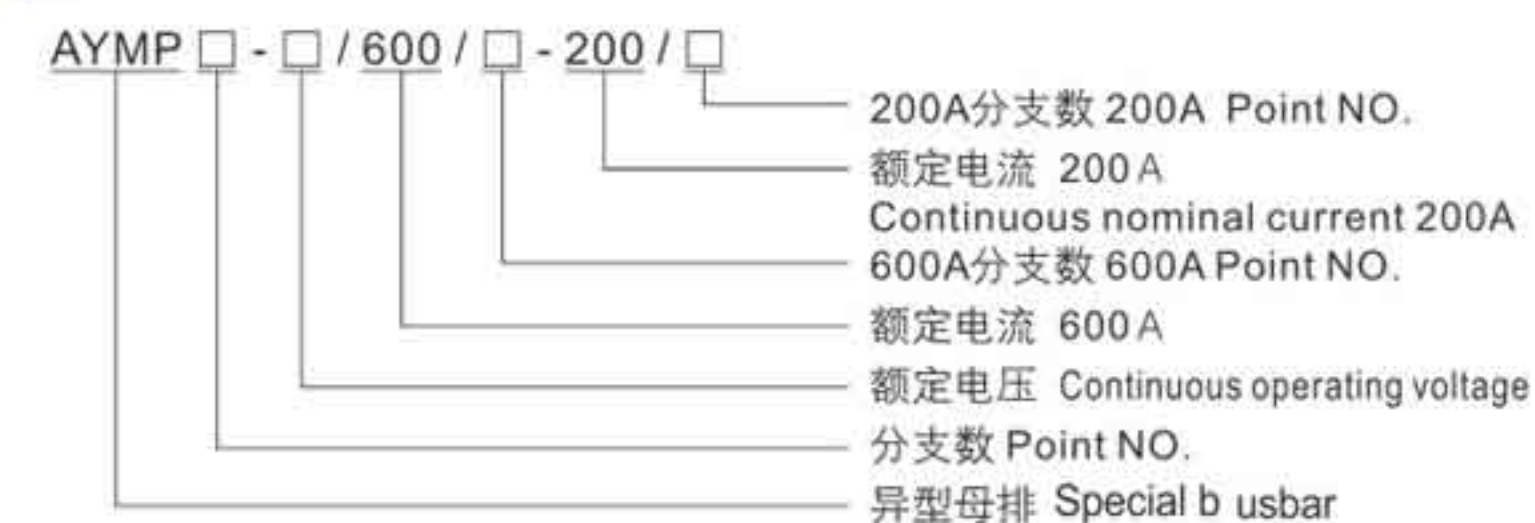 AYMP □ - □ / 600 / □ - 200 / □
200A分支数 200A Point NO.
额定电流 200A
Continuous nominal current 200A
600A分支数 600A Point NO.
额定电流 600A
额定电压 Continuous operating voltage
分支数 Point NO.
异型母排 Special b usbar